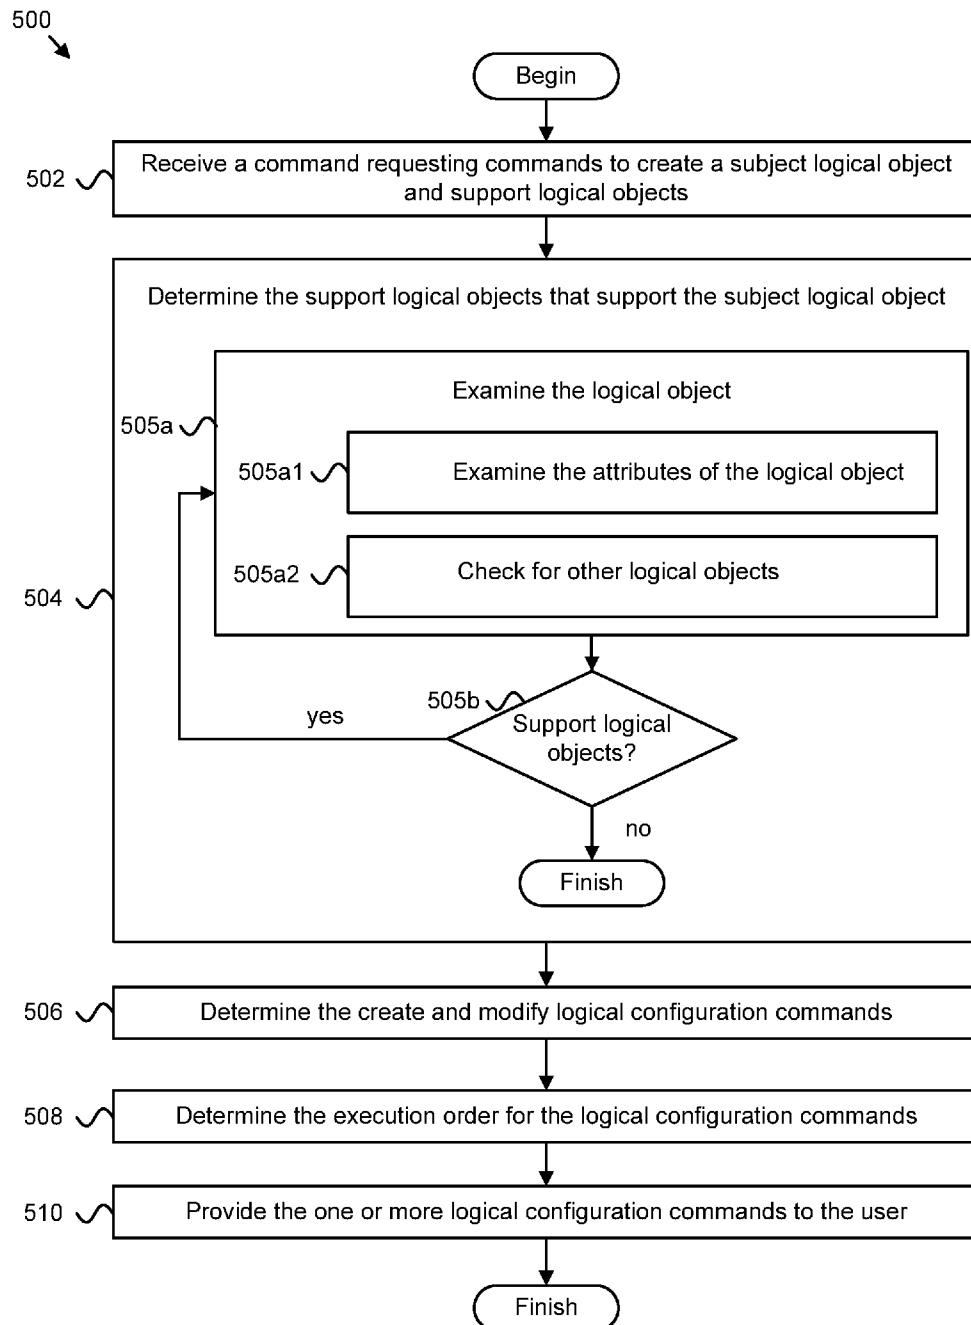 500
Begin
502
Receive a command requesting commands to create a subject logical object
and support logical objects
Determine the support logical objects that support the subject logical object
Examine the logical object
505a
505a1
Examine the attributes of the logical object
505a2
Check for other logical objects
504
505b
yes
Support logical
objects?
no
Finish
506
Determine the create and modify logical configuration commands
508
Determine the execution order for the logical configuration commands
510
Provide the one or more logical configuration commands to the user
Finish